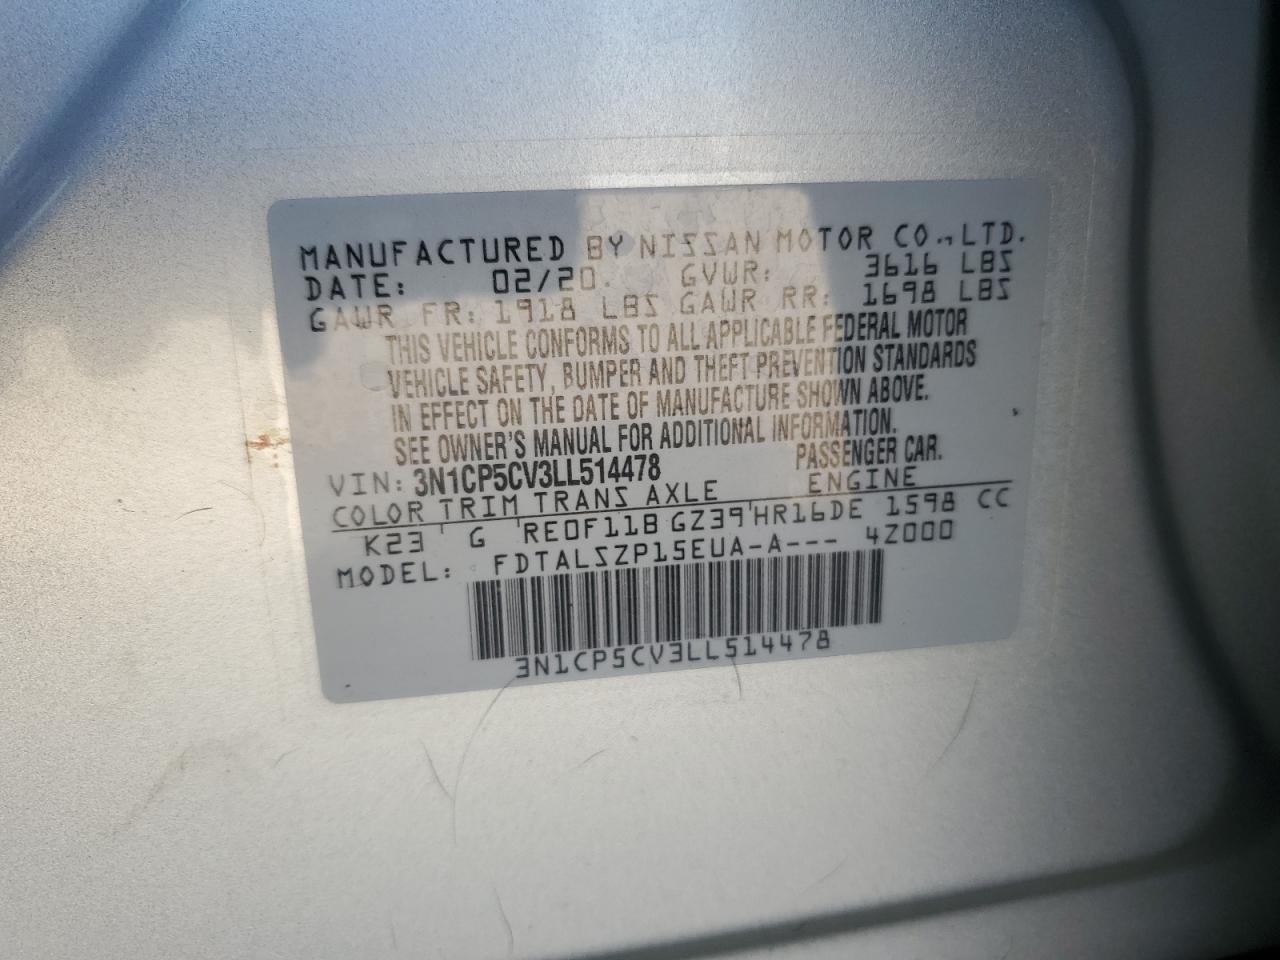 MANUFACTURED BY NISSAN MOTOR CO., LTD.
DATE: 02/20. GVWR: 3616 LBS
GAWR FR: 1918 LBS GAWR RR: 1698 LBS
THIS VEHICLE CONFORMS TO ALL APPLICABLE FEDERAL MOTOR
VEHICLE SAFETY, BUMPER AND THEFT PREVENTION STANDARDS
IN EFFECT ON THE DATE OF MANUFACTURE SHOWN ABOVE.
SEE OWNER'S MANUAL FOR ADDITIONAL INFORMATION.
VIN: 3N1CP5CV3LL514478 PASSENGER CAR.
COLOR TRIM TRANS AXLE ENGINE
K23 G RE0F11B GZ39 HR16DE 1598 CC
MODEL: FDTALSZP15EUA-A--- 4Z000
3N1CP5CV3LL514478